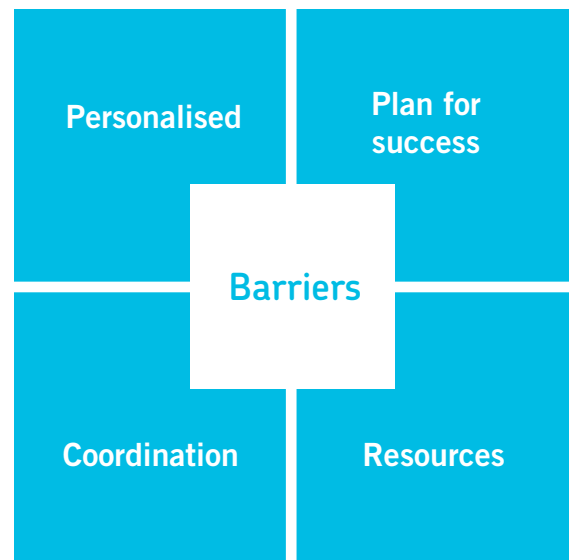 Personalised
Plan for
success
Barriers
Coordination
Resources